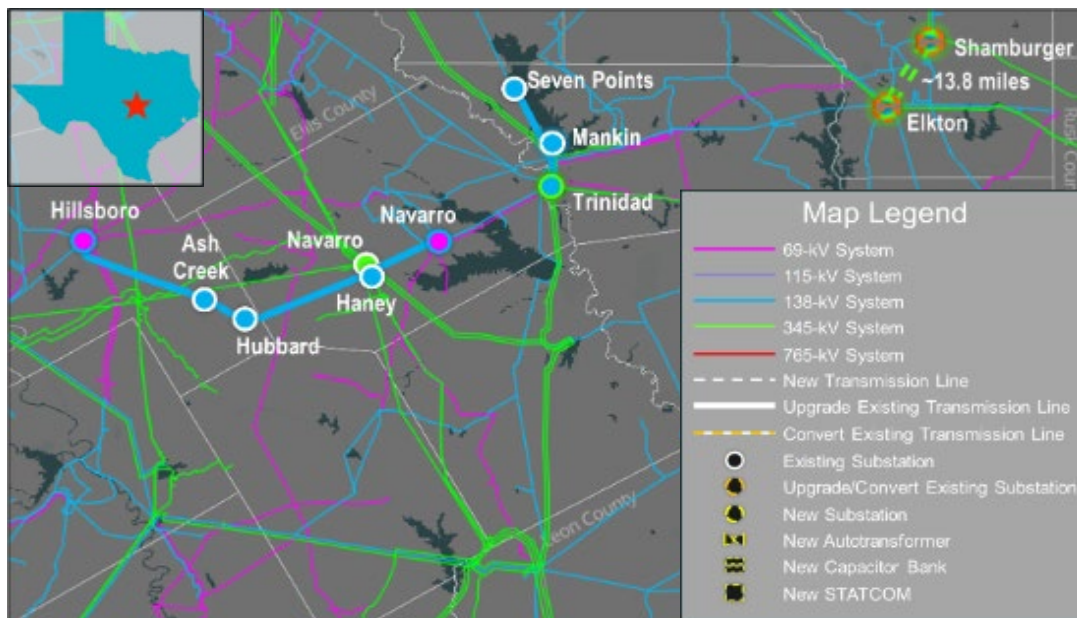 Shamburger
~13.8 miles
Elkton
Rusk Coun
Seven Points
Ellis County
Mankin
Trinidad
Hillsboro
Navarro
Ash
Creek
Navarro
Haney
Hubbard
Leon County
Map Legend
69-kV System
115-kV System
138-kV System
345-kV System
765-kV System
New Transmission Line
Upgrade Existing Transmission Line
Convert Existing Transmission Line
Existing Substation
Upgrade/Convert Existing Substation
New Substation
New Autotransformer
New Capacitor Bank
New STATCOM